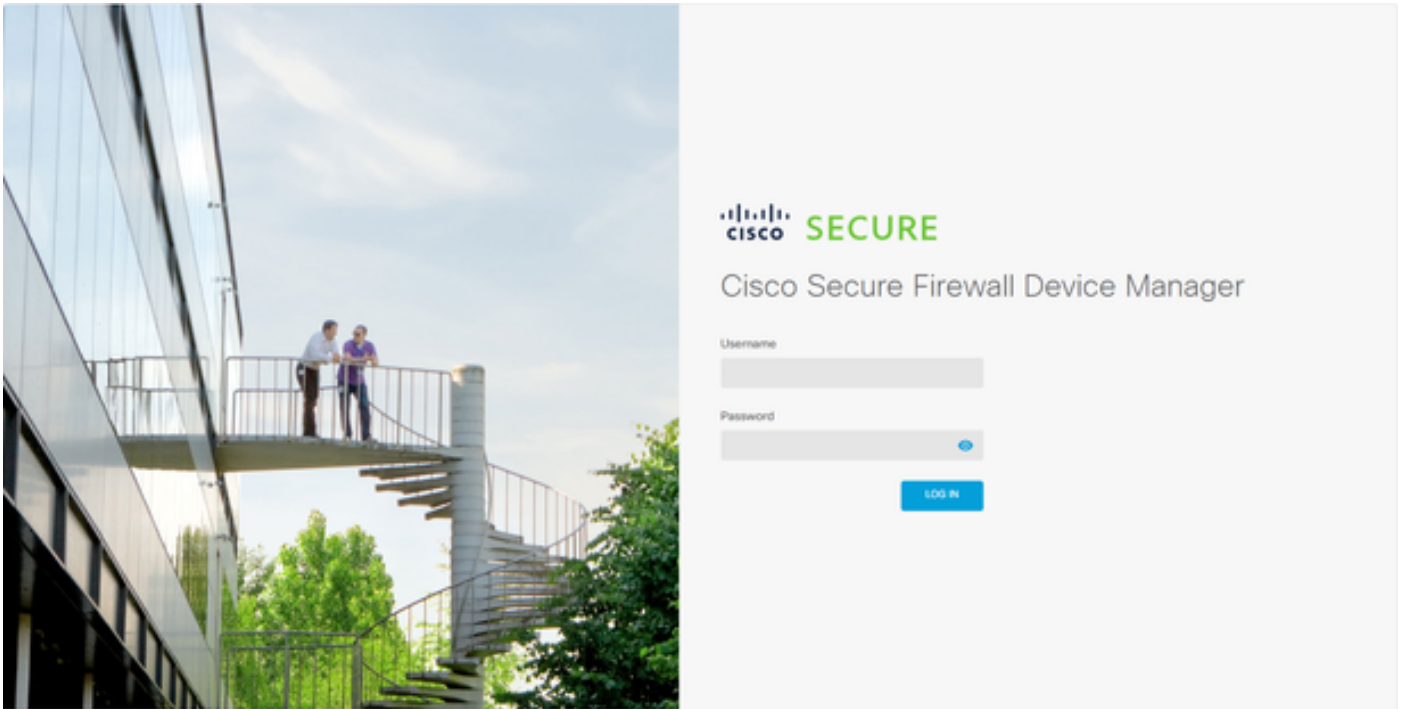 CISCO SECURE
Cisco Secure Firewall Device Manager
Username
Password
LOG IN